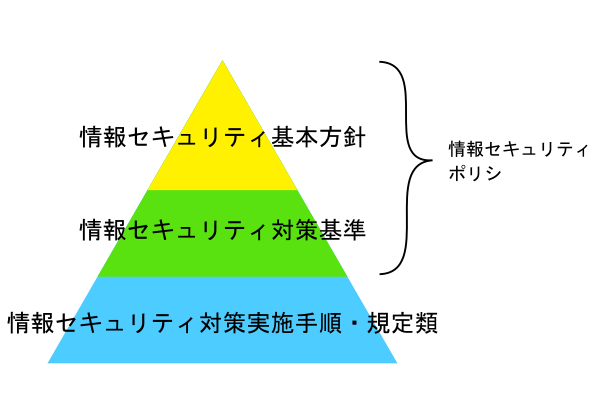 情報セキュリティ基本方針
情報セキュリティ
ポリシ
情報セキュリティ対策基準
情報セキュリティ対策実施手順・規定類